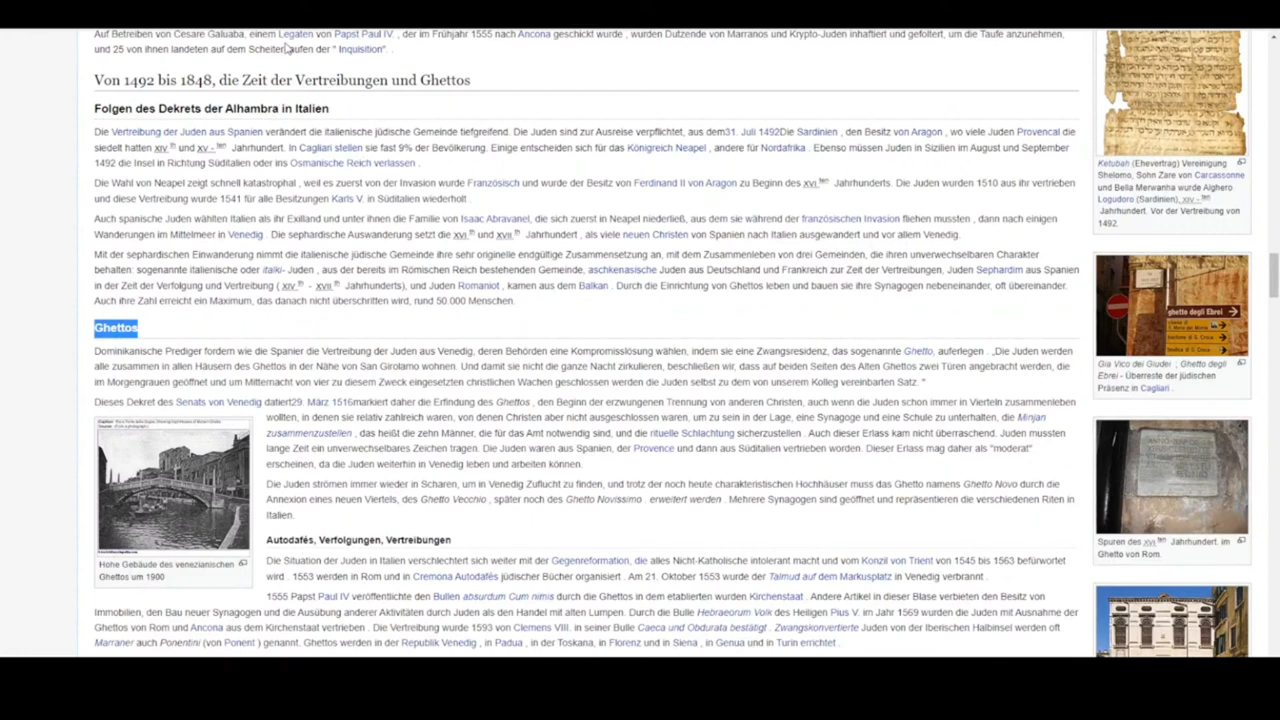 Auf Betreiben von Cesare Galuaba, einem Legaten von Papst Paul IV. , der im Frühjahr 1555 nach Ancona geschickt wurde , wurden Dutzende von Marranos und Krypto-Juden inhaftiert und gefoltert, um die Taufe anzunehmen,
und 25 von ihnen landeten auf dem Scheiterhaufen der " Inquisition". .
Von 1492 bis 1848, die Zeit der Vertreibungen und Ghettos
Folgen des Dekrets der Alhambra in Italien
Die Vertreibung der Juden aus Spanien verändert die italienische jüdische Gemeinde tiefgreifend. Die Juden sind zur Ausreise verpflichtet, aus dem31. Juli 1492Die Sardinien , den Besitz von Aragon , wo viele Juden Provencal die
siedelt hatten XIV und XV - Jahrhundert. In Cagliari stellen sie fast 9% der Bevölkerung. Einige entscheiden sich für das Königreich Neapel , andere für Nordafrika . Ebenso müssen Juden in Sizilien im August und September
1492 die Insel in Richtung Süditalien oder ins Osmanische Reich verlassen .
Die Wahl von Neapel zeigt schnell katastrophal , weil es zuerst von der Invasion wurde Französisch und wurde der Besitz von Ferdinand II von Aragon zu Beginn des XVI Jahrhunderts. Die Juden wurden 1510 aus ihr vertrieben
und diese Vertreibung wurde 1541 für alle Besitzungen Karls V. in Süditalien wiederholt .
Auch spanische Juden wählten Italien als ihr Exilland und unter ihnen die Familie von Isaac Abravanel, die sich zuerst in Neapel niederließ, aus dem sie während der französischen Invasion fliehen mussten , dann nach einigen
Wanderungen im Mittelmeer in Venedig . Die sephardische Auswanderung setzt die XVI und XVII Jahrhundert , als viele neuen Christen von Spanien nach Italien ausgewandert und vor allem Venedig.
Mit der sephardischen Einwanderung nimmt die italienische jüdische Gemeinde ihre sehr originelle endgültige Zusammensetzung an, mit dem Zusammenleben von drei Gemeinden, die ihren unverwechselbaren Charakter
behalten: sogenannte italienische oder italki- Juden , aus der bereits im Römischen Reich bestehenden Gemeinde, aschkenasische Juden aus Deutschland und Frankreich zur Zeit der Vertreibungen, Juden Sephardim aus Spanien
in der Zeit der Verfolgung und Vertreibung ( XIV - XVII Jahrhunderts), und Juden Romaniot , kamen aus dem Balkan . Durch die Einrichtung von Ghettos leben und bauen sie ihre Synagogen nebeneinander, oft übereinander.
Auch ihre Zahl erreicht ein Maximum, das danach nicht überschritten wird, rund 50.000 Menschen.
Ghettos
Dominikanische Prediger fordern wie die Spanier die Vertreibung der Juden aus Venedig, deren Behörden eine Kompromisslösung wählen, indem sie eine Zwangsresidenz, das sogenannte Ghetto, auferlegen . „Die Juden werden
alle zusammen in allen Häusern des Ghettos in der Nähe von San Girolamo wohnen. Und damit sie nicht die ganze Nacht zirkulieren, beschließen wir, dass auf beiden Seiten des Alten Ghettos zwei Türen angebracht werden, die
im Morgengrauen geöffnet und um Mitternacht von vier zu diesem Zweck eingesetzten christlichen Wachen geschlossen werden die Juden selbst zu dem von unserem Kolleg vereinbarten Satz. "
Dieses Dekret des Senats von Venedig datiert29. März 1516markiert daher die Erfindung des Ghettos , den Beginn der erzwungenen Trennung von anderen Christen, auch wenn die Juden schon immer in Vierteln zusammenleben
wollten, in denen sie relativ zahlreich waren, von denen Christen aber nicht ausgeschlossen waren, um zu sein in der Lage, eine Synagoge und eine Schule zu unterhalten, die Minjan
zusammenzustellen , das heißt die zehn Männer, die für das Amt notwendig sind, und die rituelle Schlachtung sicherzustellen . Auch dieser Erlass kam nicht überraschend. Juden mussten
lange Zeit ein unverwechselbares Zeichen tragen. Die Juden waren aus Spanien, der Provence und dann aus Süditalien vertrieben worden. Dieser Erlass mag daher als "moderat"
erscheinen, da die Juden weiterhin in Venedig leben und arbeiten können.
Die Juden strömen immer wieder in Scharen, um in Venedig Zuflucht zu finden, und trotz der noch heute charakteristischen Hochhäuser muss das Ghetto namens Ghetto Novo durch die
Annexion eines neuen Viertels, des Ghetto Vecchio , später noch des Ghetto Novissimo . erweitert werden . Mehrere Synagogen sind geöffnet und repräsentieren die verschiedenen Riten in
Italien.
Hohe Gebäude des venezianischen
Ghettos um 1900
Autodafés, Verfolgungen, Vertreibungen
Die Situation der Juden in Italien verschlechtert sich weiter mit der Gegenreformation, die alles Nicht-Katholische intolerant macht und vom Konzil von Trient von 1545 bis 1563 befürwortet
wird . 1553 werden in Rom und in Cremona Autodafés jüdischer Bücher organisiert . Am 21. Oktober 1553 wurde der Talmud auf dem Markusplatz in Venedig verbrannt .
1555 Papst Paul IV veröffentlichte den Bullen absurdum Cum nimis durch die Ghettos in dem etablierten wurden Kirchenstaat . Andere Artikel in dieser Blase verbieten den Besitz von
Immobilien, den Bau neuer Synagogen und die Ausübung anderer Aktivitäten durch Juden als den Handel mit alten Lumpen. Durch die Bulle Hebraeorum Volk des Heiligen Pius V. im Jahr 1569 wurden die Juden mit Ausnahme der
Ghettos von Rom und Ancona aus dem Kirchenstaat vertrieben . Die Vertreibung wurde 1593 von Clemens VIII. in seiner Bulle Caeca und Obdurata bestätigt . Zwangskonvertierte Juden von der Iberischen Halbinsel werden oft
Marraner auch Ponentini (von Ponent ) genannt. Ghettos werden in der Republik Venedig , in Padua , in der Toskana, in Florenz und in Siena , in Genua und in Turin errichtet .
Ketubah (Ehevertrag) Vereinigung
Shelomo, Sohn Zare von Carcassonne
und Bella Merwanha wurde Alghero
Logudoro (Sardinien), XIV -
Jahrhundert. Vor der Vertreibung von
1492.
ghetto degli Ebrei
Gia Vico dei Giudei , Ghetto degli
Ebrei - Überreste der jüdischen
Präsenz in Cagliari .
Spuren des XVI Jahrhundert. im
Ghetto von Rom.